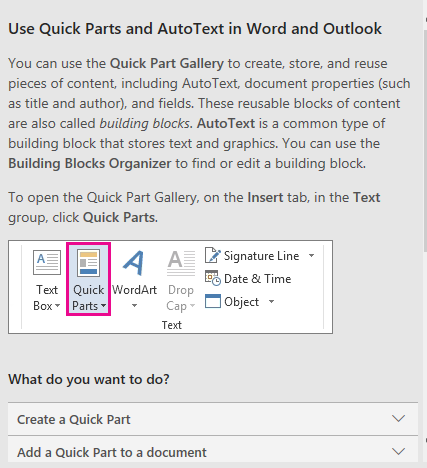 Use Quick Parts and AutoText in Word and Outlook
You can use the Quick Part Gallery to create, store, and reuse
pieces of content, including AutoText, document properties (such
as title and author), and fields. These reusable blocks of content
are also called building blocks. AutoText is a common type of
building block that stores text and graphics. You can use the
Building Blocks Organizer to find or edit a building block.
To open the Quick Part Gallery, on the Insert tab, in the Text
group, click Quick Parts.
Text Box
Quick Parts
WordArt
Drop Cap
Signature Line
Date & Time
Object
Text
What do you want to do?
Create a Quick Part
Add a Quick Part to a document